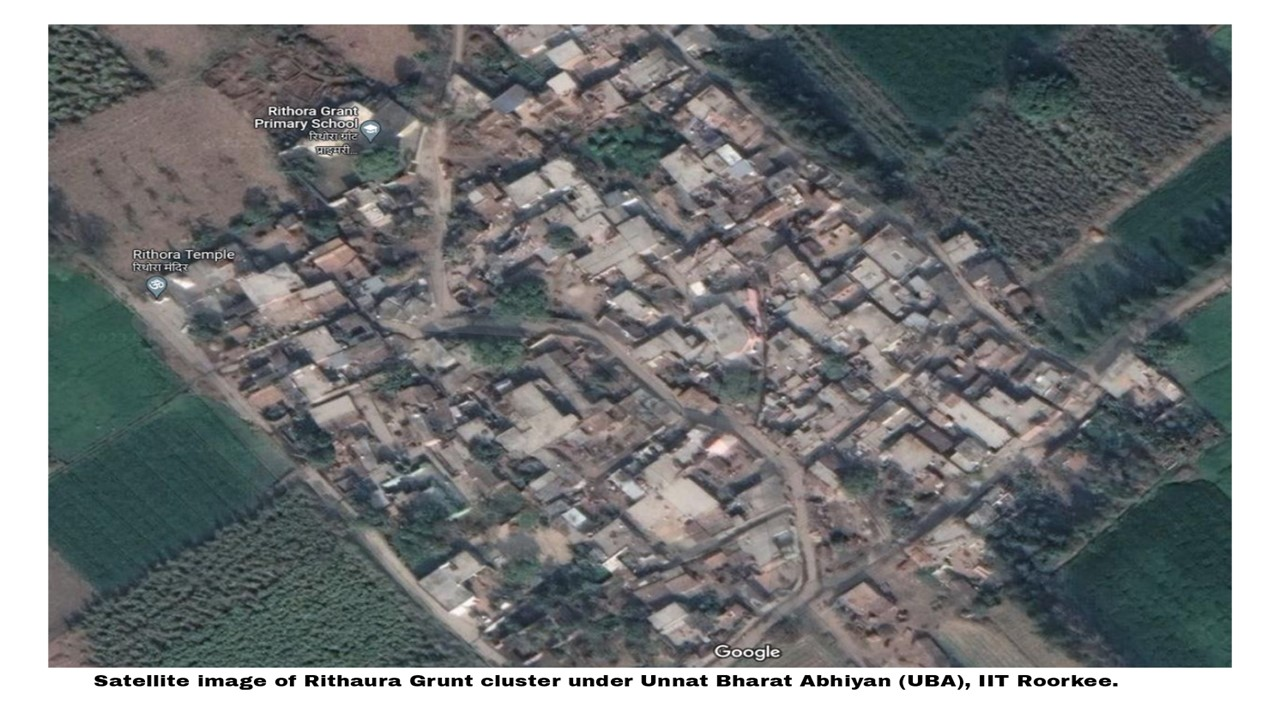 Rithora Grant
Primary School
रिथोरा ग्रांट
प्राइमरी...
Rithora Temple
रिथोरा मंदिर
Google
Satellite image of Rithaura Grunt cluster under Unnat Bharat Abhiyan (UBA), IIT Roorkee.